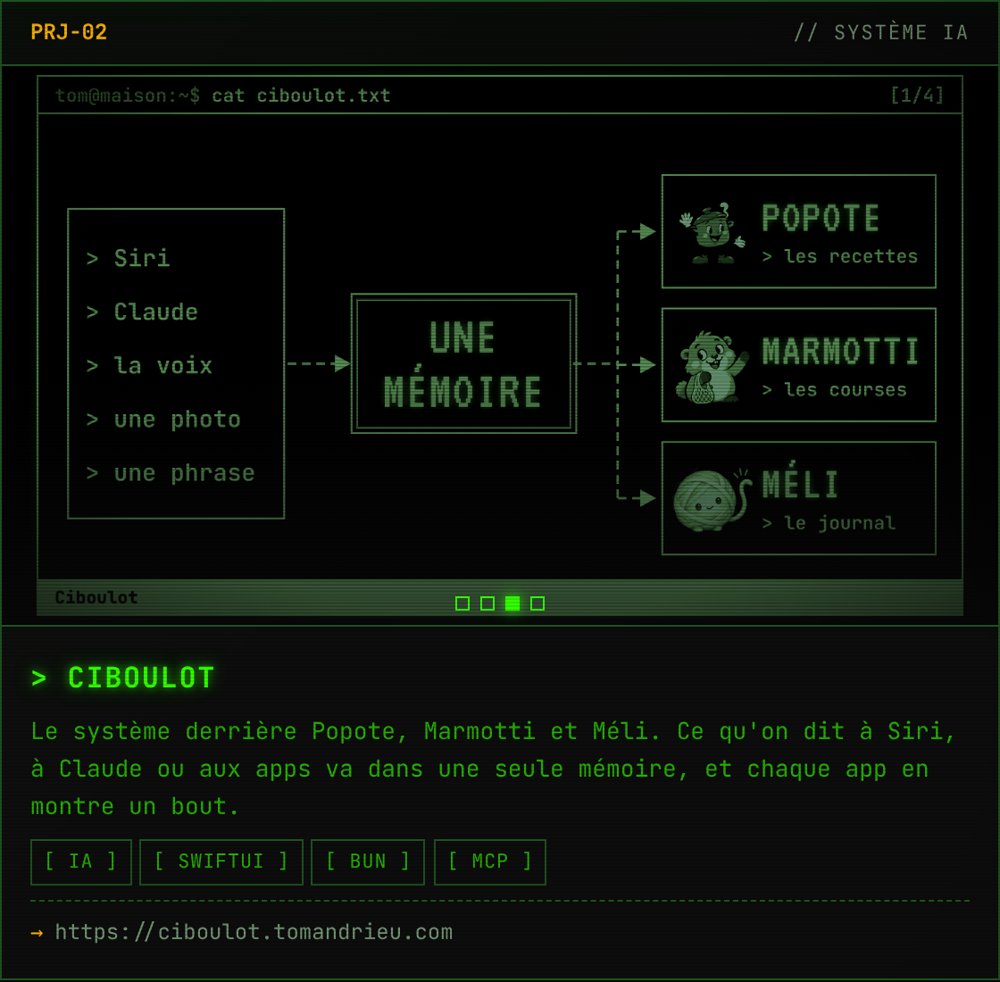 PRJ-02
// SYSTÈME IA
tom@maison:~$ cat ciboulot.txt
[1/4]
> Siri
> Claude
> la voix
> une photo
> une phrase
UNE
MÉMOIRE
POPOTE
> les recettes
MARMOTTI
> les courses
MÉLI
> le journal
Ciboulot
> CIBOULOT
Le système derrière Popote, Marmotti et Méli. Ce qu'on dit à Siri,
à Claude ou aux apps va dans une seule mémoire, et chaque app en
montre un bout.
[ IA ] [ SWIFTUI ] [ BUN ] [ MCP ]
→ https://ciboulot.tomandrieu.com